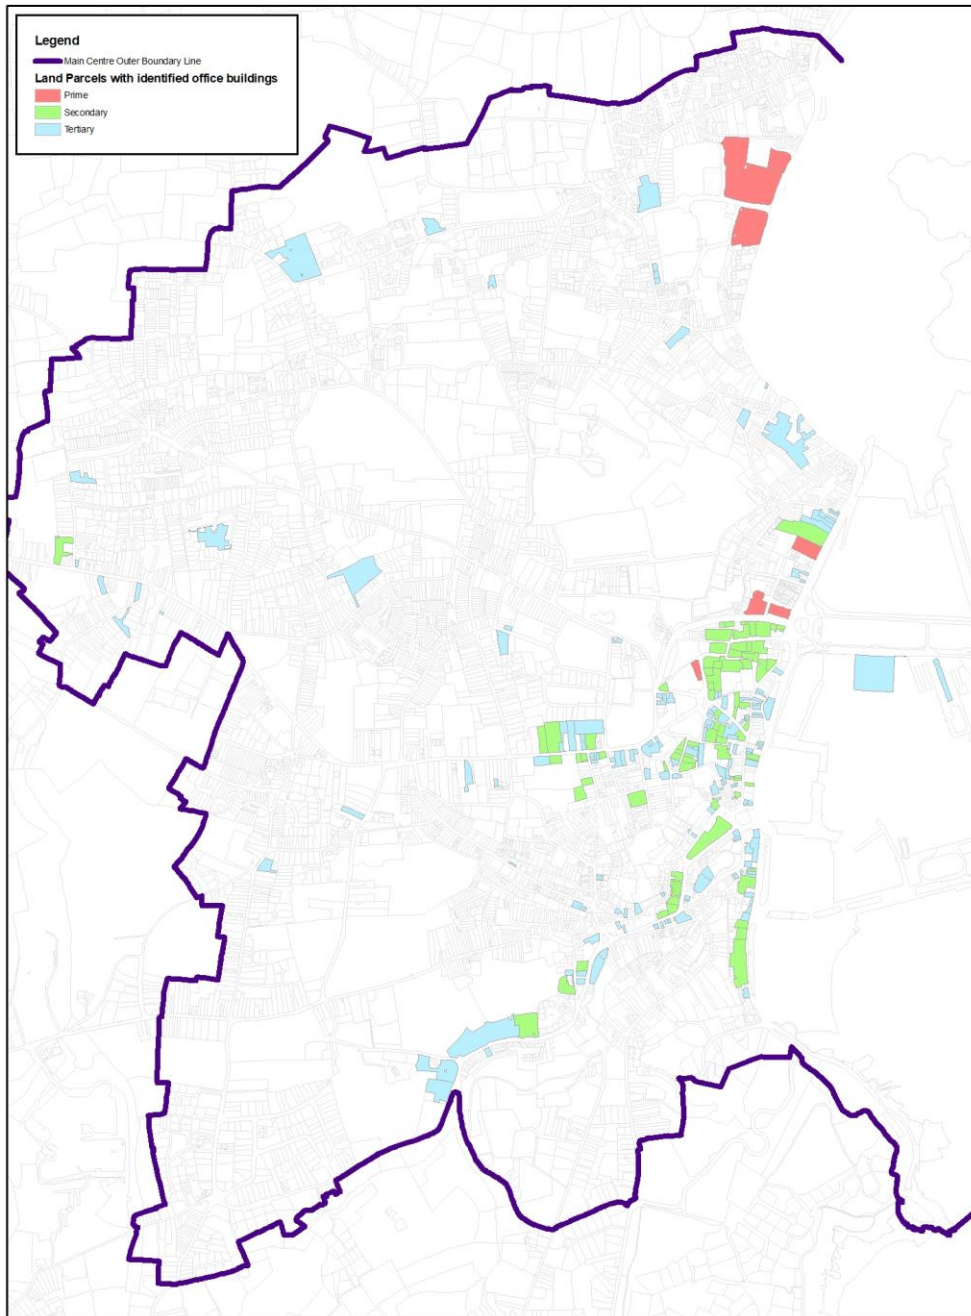 Legend
Main Centre Outer Boundary Line
Land Parcels with identified office buildings
Prime
Secondary
Tertiary